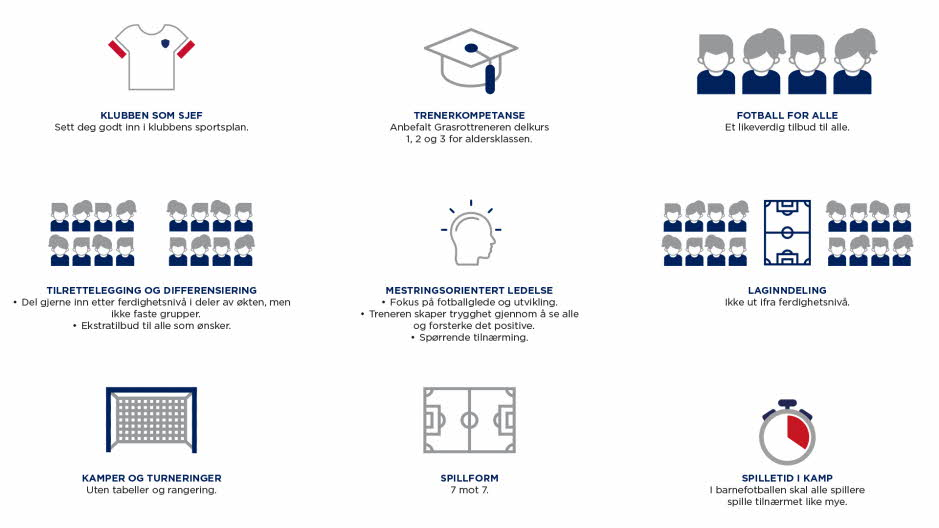 KLUBBEN SOM SJEF
Sett deg godt inn i klubbens sportsplan.
TRENERKOMPETANSE
Anbefalt Grasrottreneren delkurs
1, 2 og 3 for aldersklassen.
FOTBALL FOR ALLE
Et likeverdig tilbud til alle.
TILRETTELEGGING OG DIFFERENSIERING
• Del gjerne inn etter ferdighetsnivå i deler av økten, men
ikke faste grupper.
• Ekstratilbud til alle som ønsker.
MESTRINGSORIENTERT LEDELSE
• Fokus på fotballglede og utvikling.
• Treneren skaper trygghet gjennom å se alle
og forsterke det positive.
• Spørrende tilnærming.
LAGINNDELING
Ikke ut ifra ferdighetsnivå.
KAMPER OG TURNERINGER
Uten tabeller og rangering.
SPILLFORM
7 mot 7.
SPILLETID I KAMP
I barnefotballen skal alle spillere
spille tilnærmet like mye.